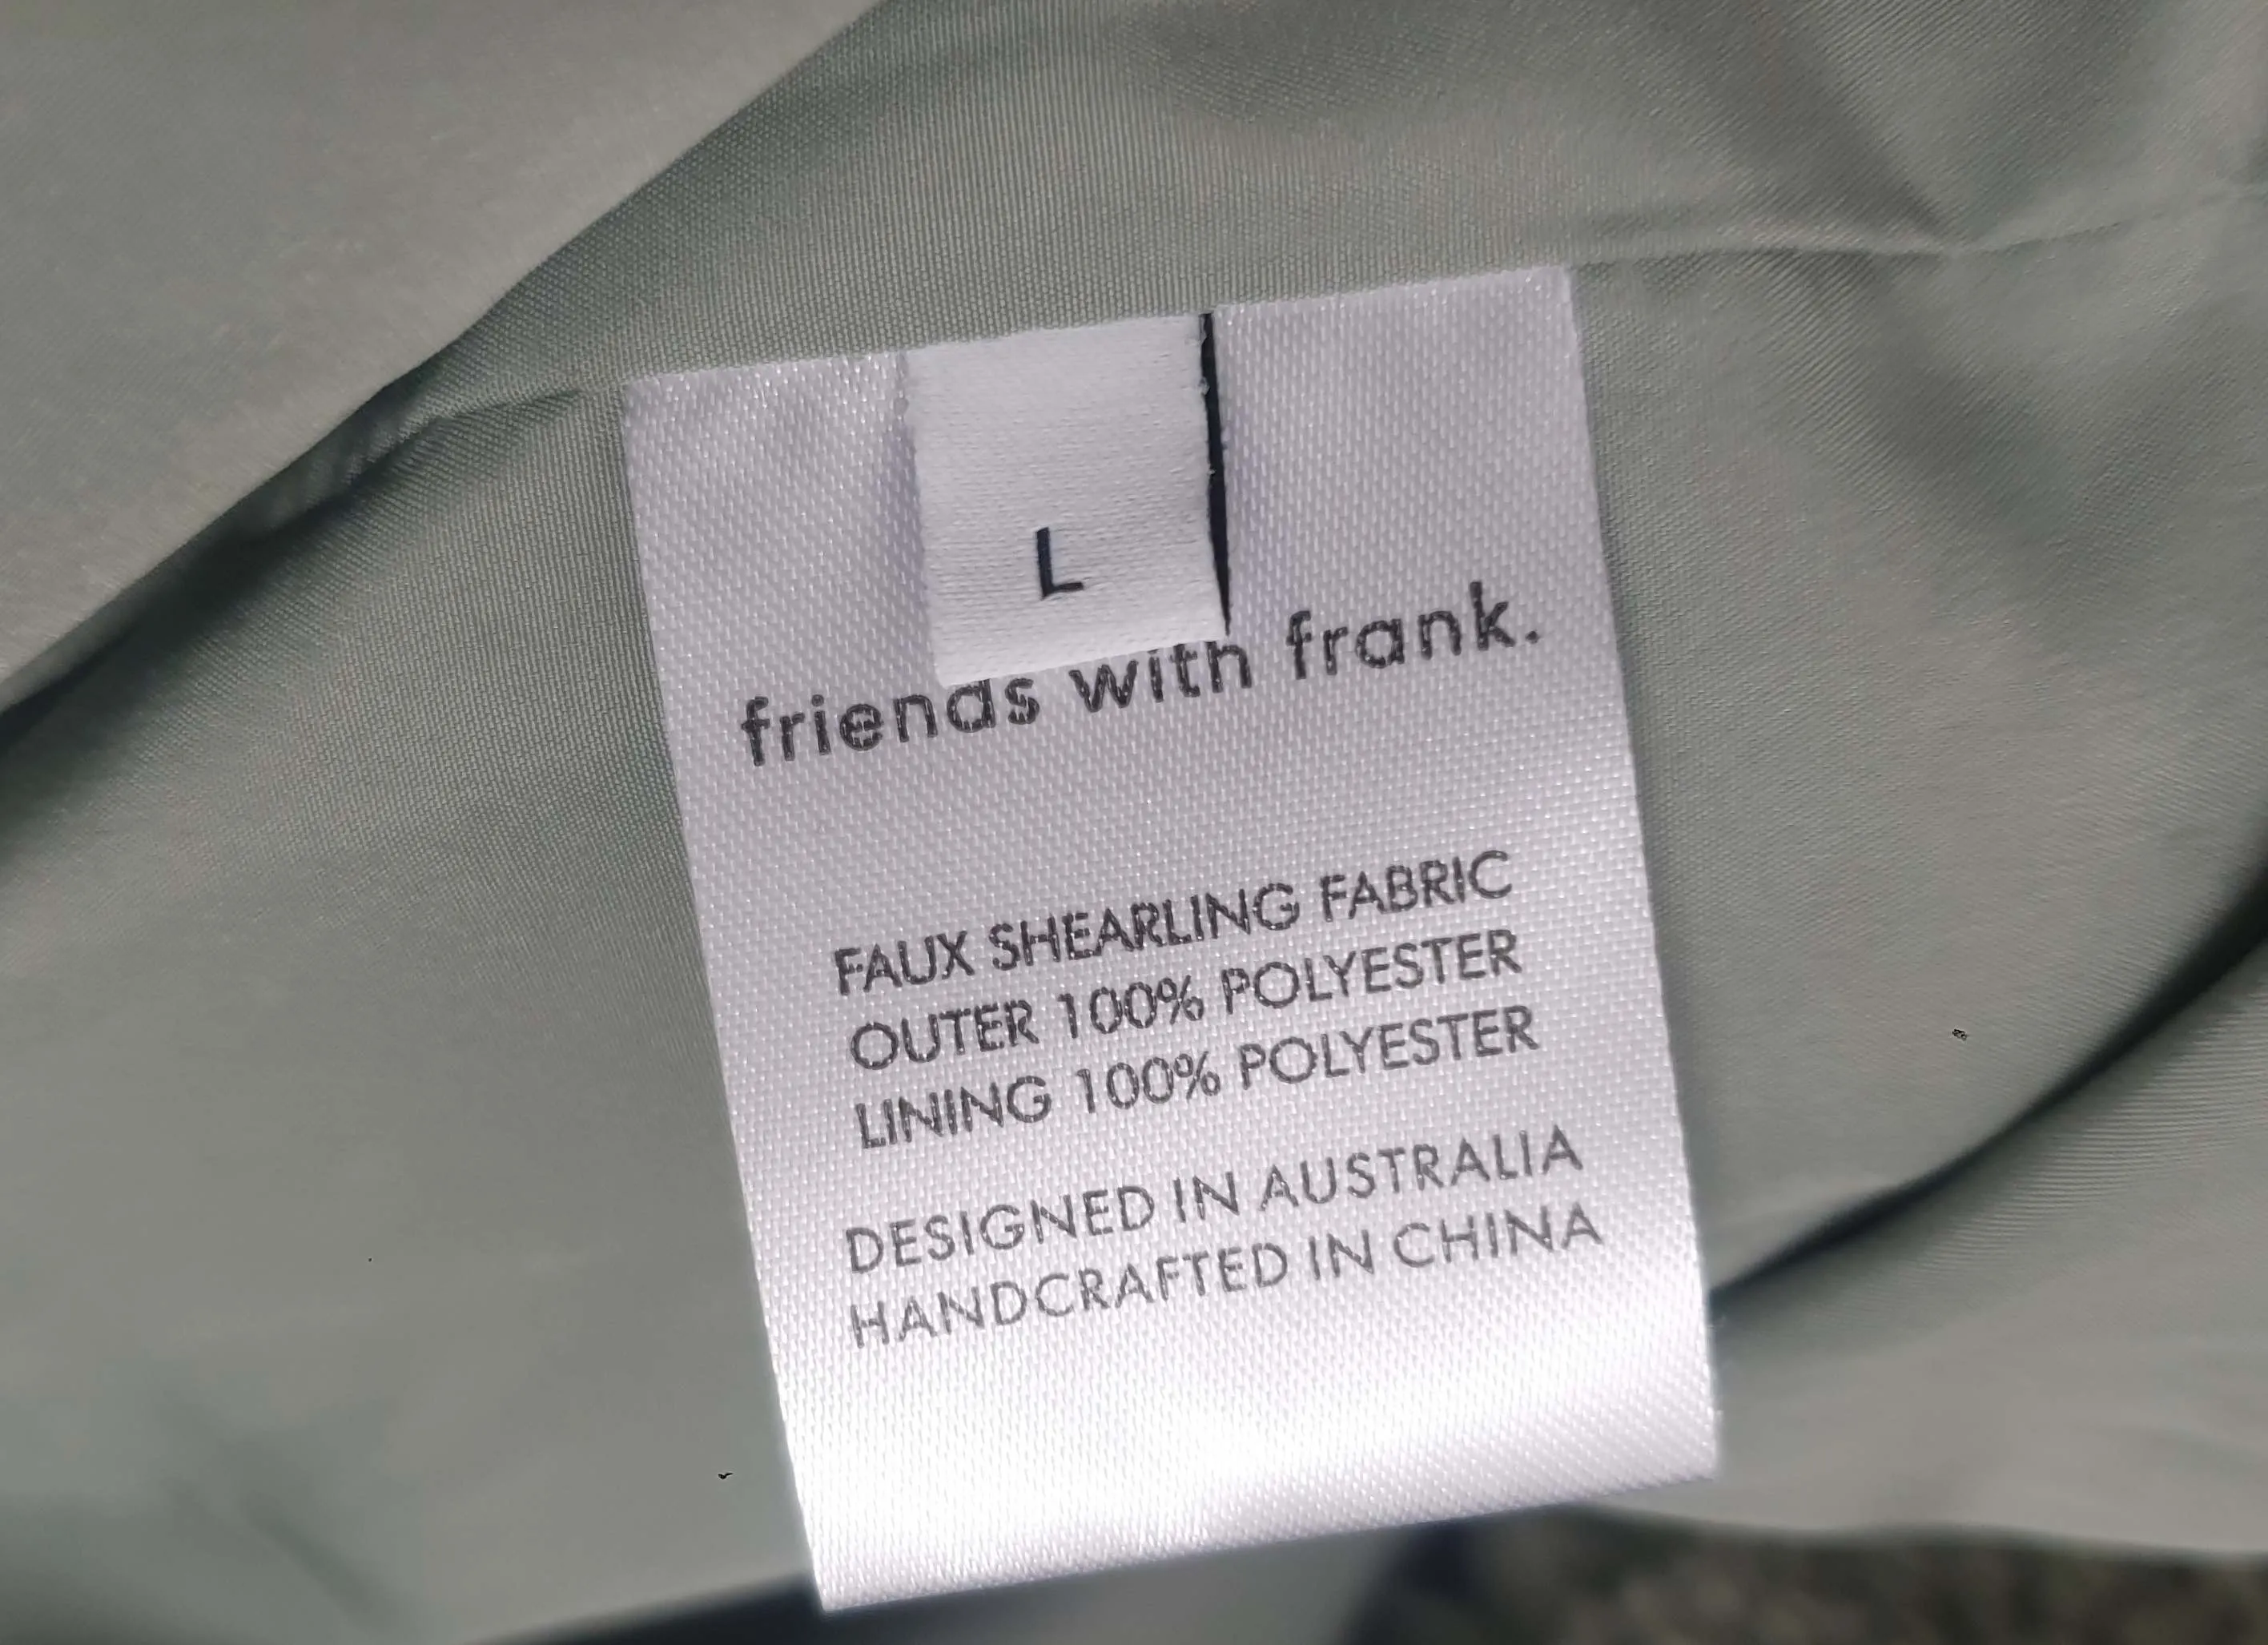 L
friends with frank.
FAUX SHEARLING FABRIC
OUTER 100% POLYESTER
LINING 100% POLYESTER
DESIGNED IN AUSTRALIA
HANDCRAFTED IN CHINA